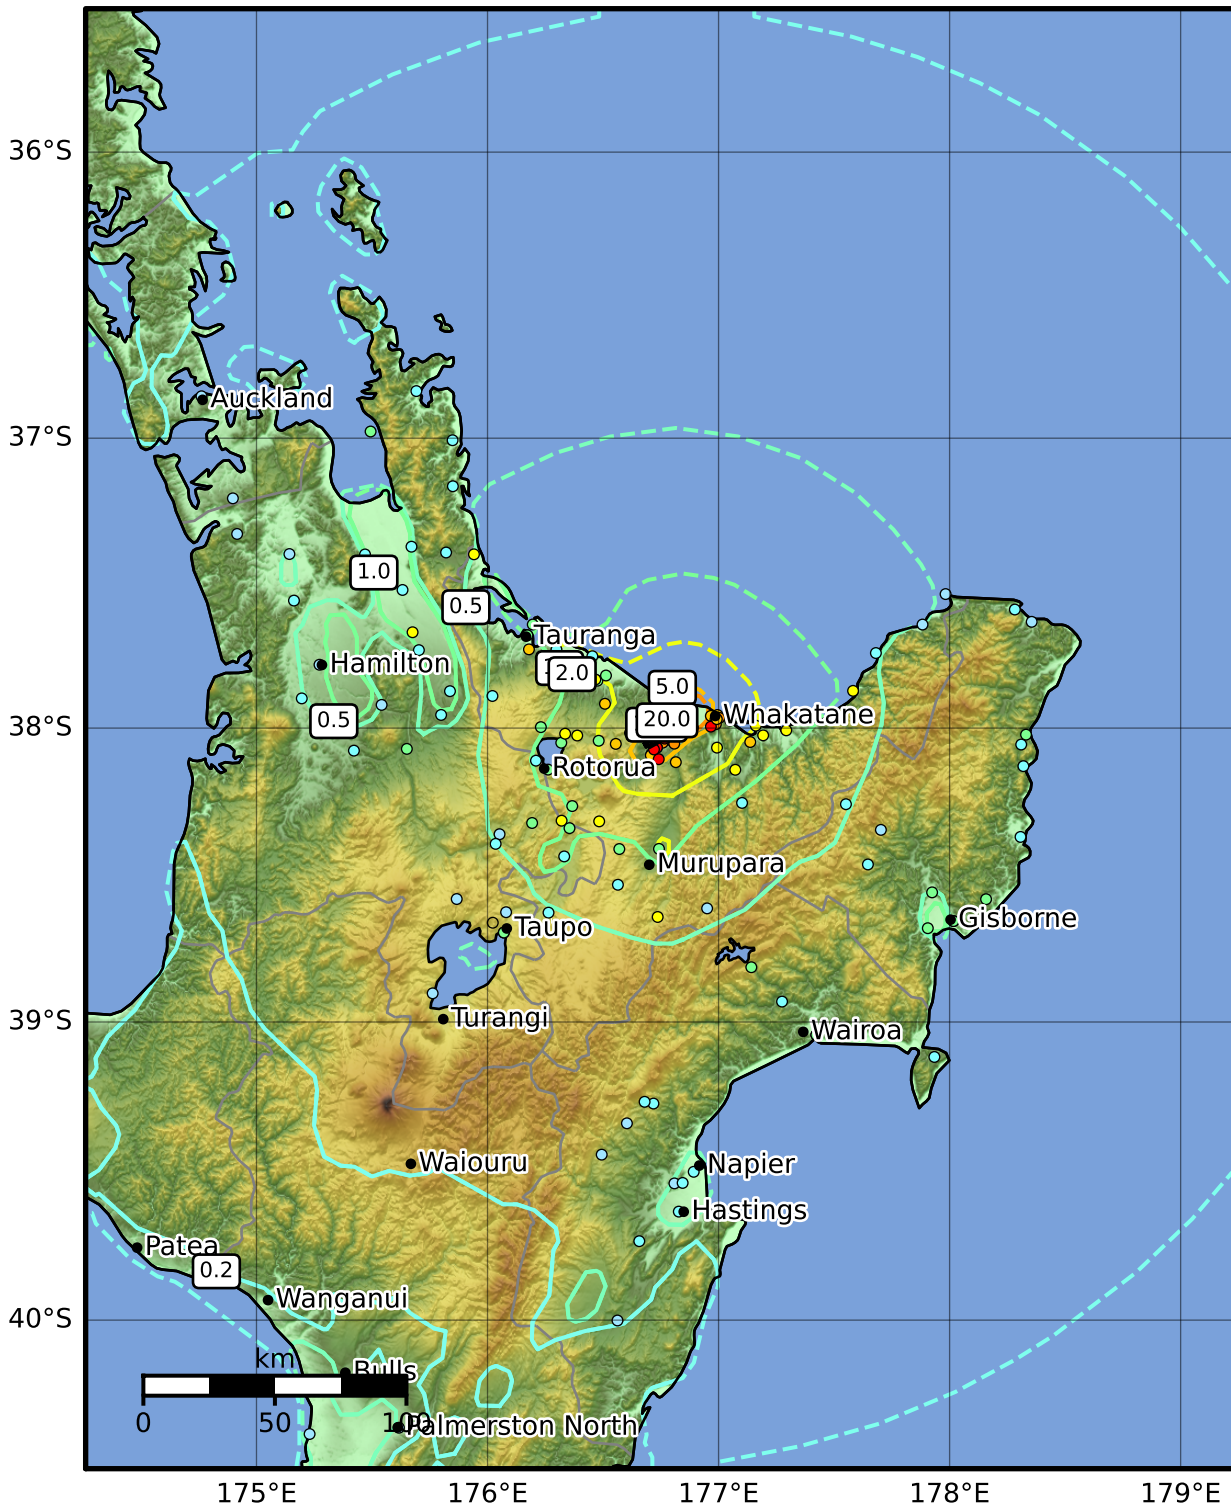 36°S
Auckland
37°S
1.0
0.5
Tauranga
Hamilton
2.0
5.0
0.5
20.0
Whakatane
38°S
Rotorua
Murupara
Gisborne
Taupo
Turangi
39°S
Wairoa
Waiouru
Napier
Hastings
Patea
0.2
Wanganui
40°S
km
Bulls
0 50 100
Palmerston North
175°E 176°E 177°E 178°E 179°E